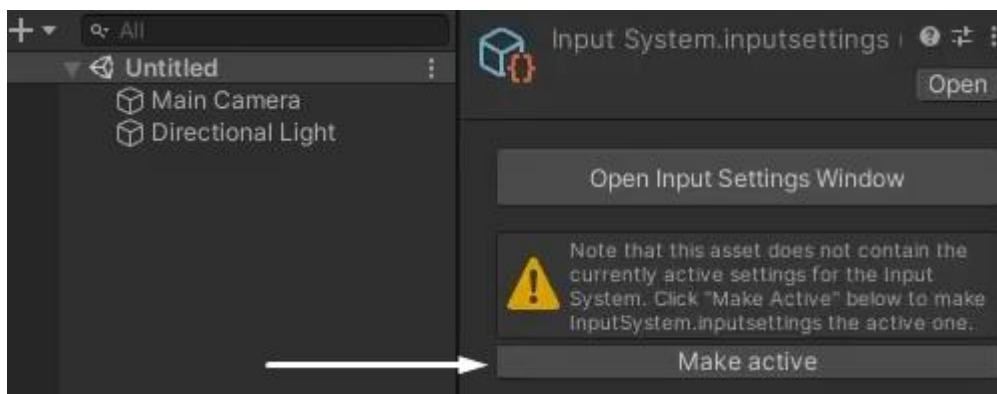 All
Untitled
Main Camera
Directional Light
Input System.inputsettings
Open
Open Input Settings Window
Note that this asset does not contain the
currently active settings for the Input
System. Click "Make Active" below to make
InputSystem.inputsettings the active one.
Make active